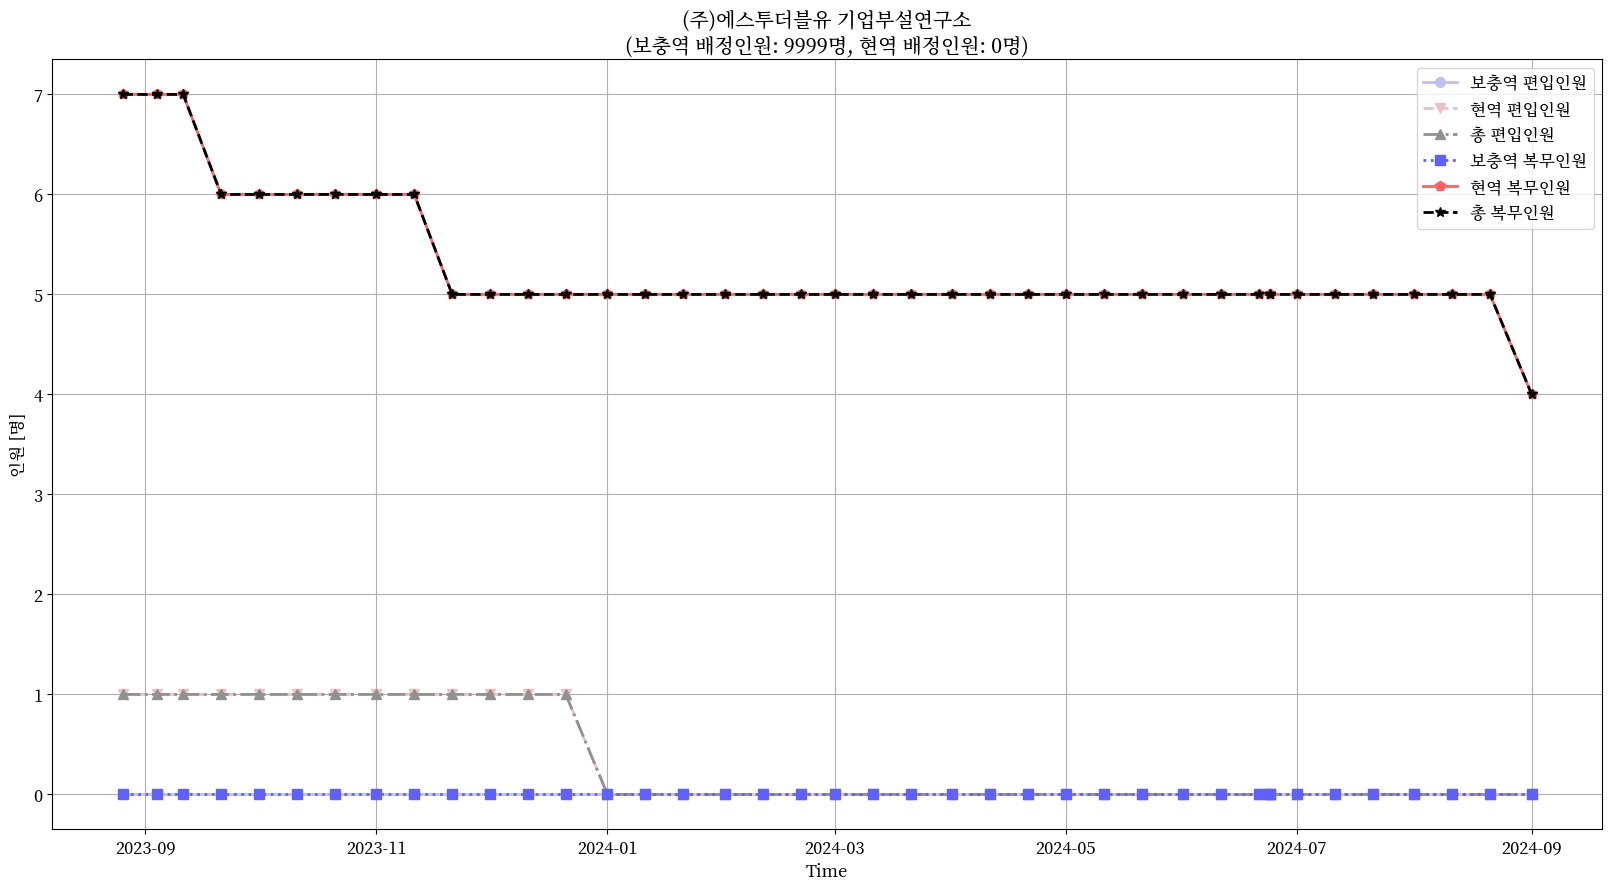 (주)에스투더블유 기업부설연구소
(보충역 배정인원: 9999명, 현역 배정인원: 0명)
보충역 편입인원
현역 편입인원
총 편입인원
보충역 복무인원
현역 복무인원
총 복무인원
인원 [명]
7
6
5
4
3
2
1
0
2023-09
2023-11
2024-01
2024-03
2024-05
2024-07
2024-09
Time